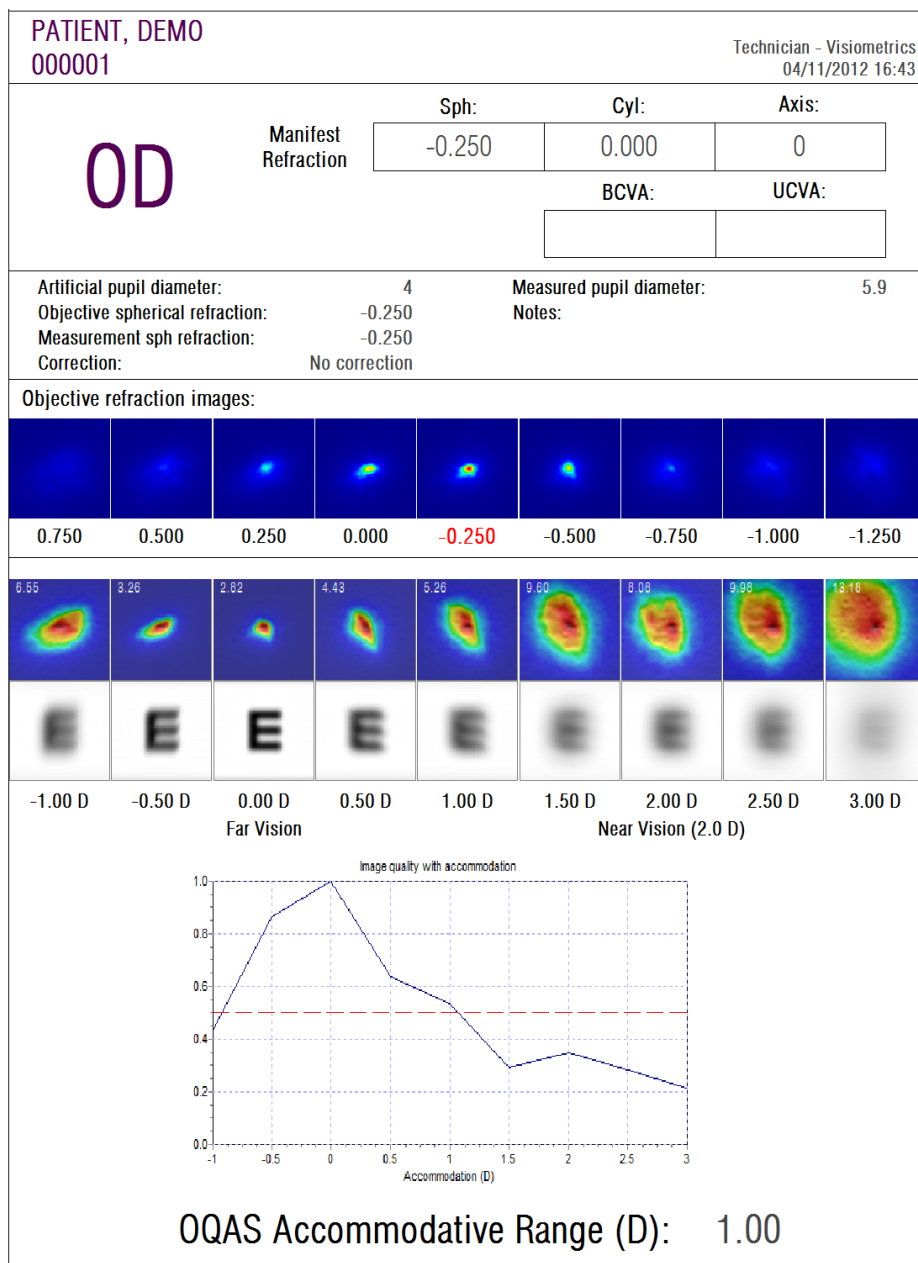 PATIENT, DEMO
000001
Technician - Visiometrics
04/11/2012 16:43
OD
Manifest
Refraction
Sph: Cyl: Axis:
-0.250 0.000 0
BCVA: UCVA:
Artificial pupil diameter: 4 Measured pupil diameter: 5.9
Objective spherical refraction: -0.250 Notes:
Measurement sph refraction: -0.250
Correction: No correction
Objective refraction images:
0.750 0.500 0.250 0.000 -0.250 -0.500 -0.750 -1.000 -1.250
6.55 3.26 2.82 4.43 5.26 9.60 8.08 9.98 13.16
E E E E E E E E E
-1.00 D -0.50 D 0.00 D 0.50 D 1.00 D 1.50 D 2.00 D 2.50 D 3.00 D
Far Vision Near Vision (2.0 D)
Image quality with accommodation
1.0
0.8
0.6
0.4
0.2
0.0
-1 -0.5 0 0.5 1 1.5 2 2.5 3
Accommodation (D)
OQAS Accommodative Range (D): 1.00